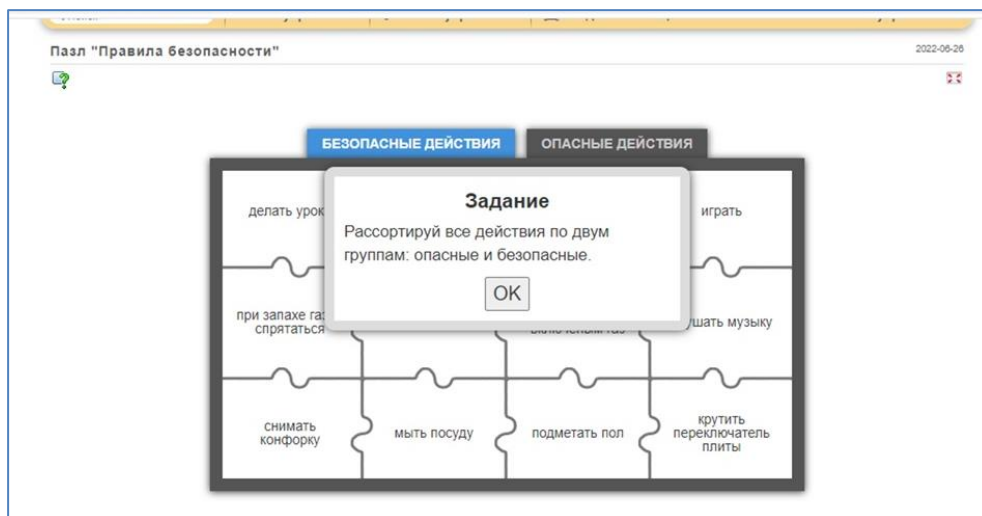 Пазл "Правила безопасности"
2022-06-26
БЕЗОПАСНЫЕ ДЕЙСТВИЯ
ОПАСНЫЕ ДЕЙСТВИЯ
Задание
Рассортируй все действия по двум
группам: опасные и безопасные.
OK
делать урок
играть
при запахе га
спрятаться
ушать музыку
снимать
конфорку
мыть посуду
подметать пол
крутить
переключатель
плиты